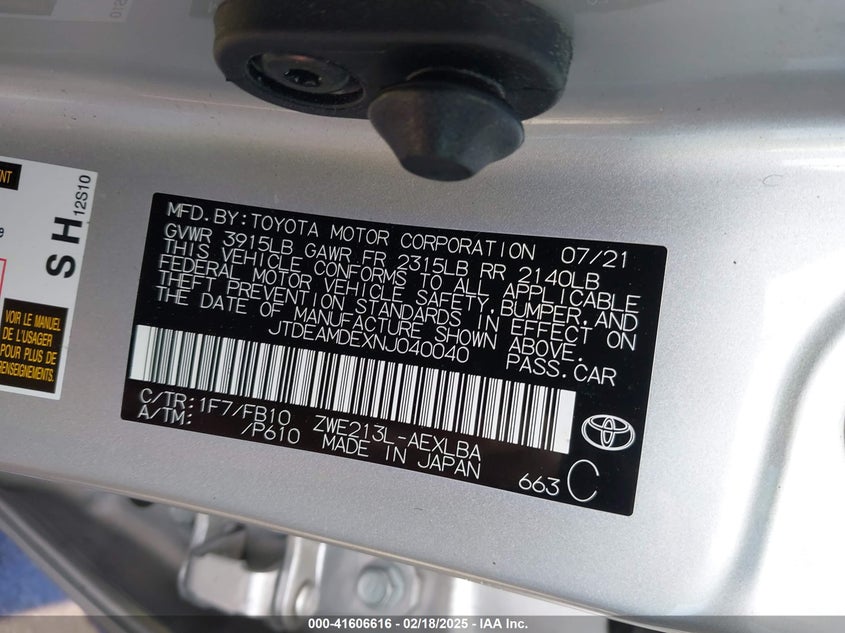 NT
SH
12S10
VOIR LE MANUEL
DE L'USAGER
POUR PLUS DE
RENSEIGNEMENTS.
MFD.BY:TOYOTA MOTOR CORPORATION 07/21
GVWR 3915LB GAWR FR 2315LB RR 2140LB
THIS VEHICLE CONFORMS TO ALL APPLICABLE
FEDERAL MOTOR VEHICLE SAFETY,BUMPER,AND
THEFT PREVENTION STANDARDS IN EFFECT ON
THE DATE OF MANUFACTURE SHOWN ABOVE.
JTDEAMDEXNJ040040 PASS.CAR
C/TR:1F7/FB10 ZWE213L-AEXLBA
A/TM: /P610 MADE IN JAPAN
663 C
000-41606616 - 02/18/2025 - IAA Inc.